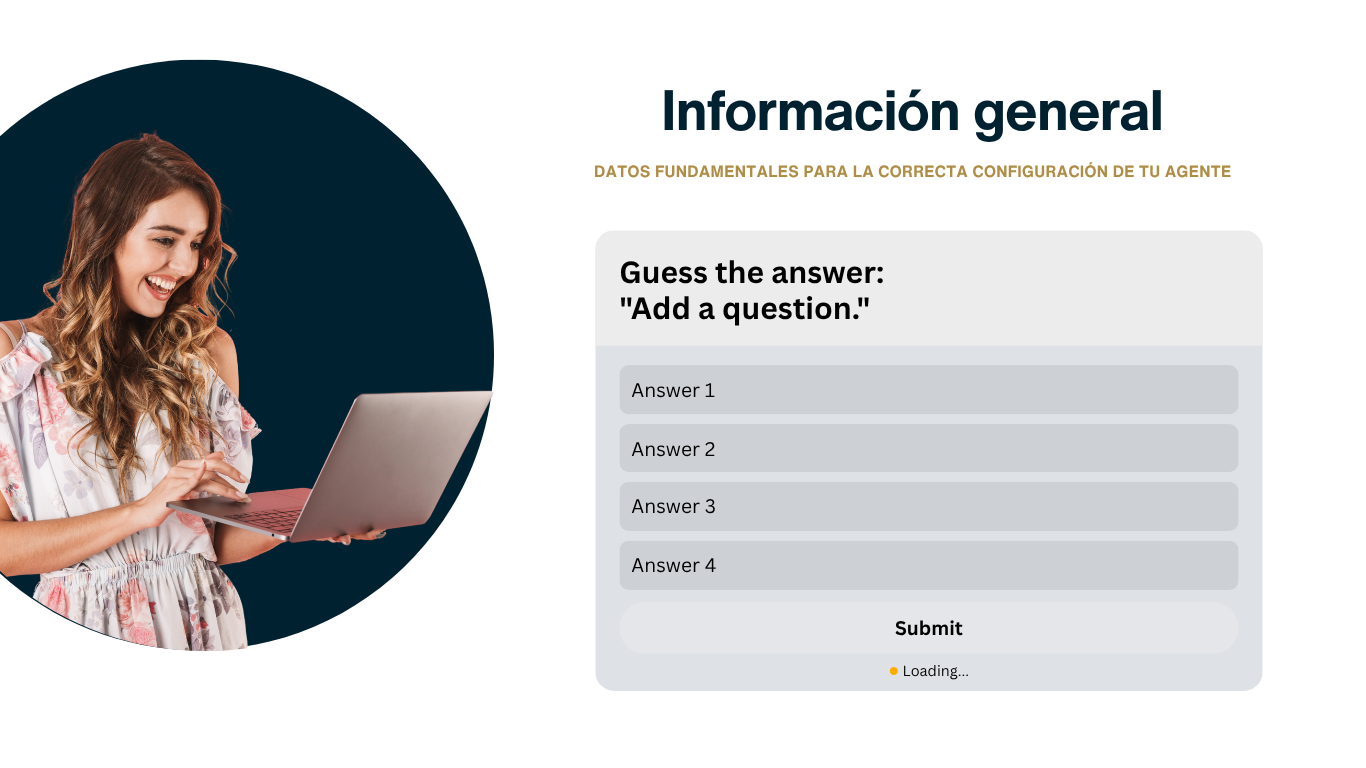 Información general
DATOS FUNDAMENTALES PARA LA CORRECTA CONFIGURACIÓN DE TU AGENTE
Guess the answer:
"Add a question."
Answer 1
Answer 2
Answer 3
Answer 4
Submit
Loading...